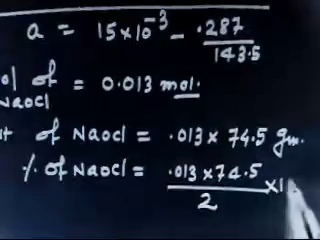 a = 15×10⁻³ - .287/143.5
of = 0.013 mol.
NaOCl
of NaOCl = .013 × 74.5 gm.
% of NaOCl = .013×74.5/2 ×1